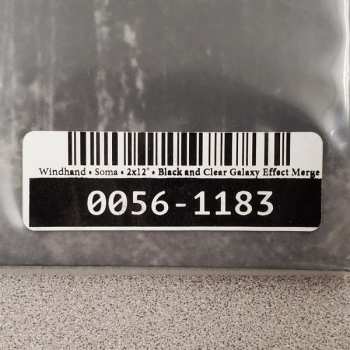 Windhand • Soma • 2x12" • Black and Clear Galaxy Effect Merge
0056-1183